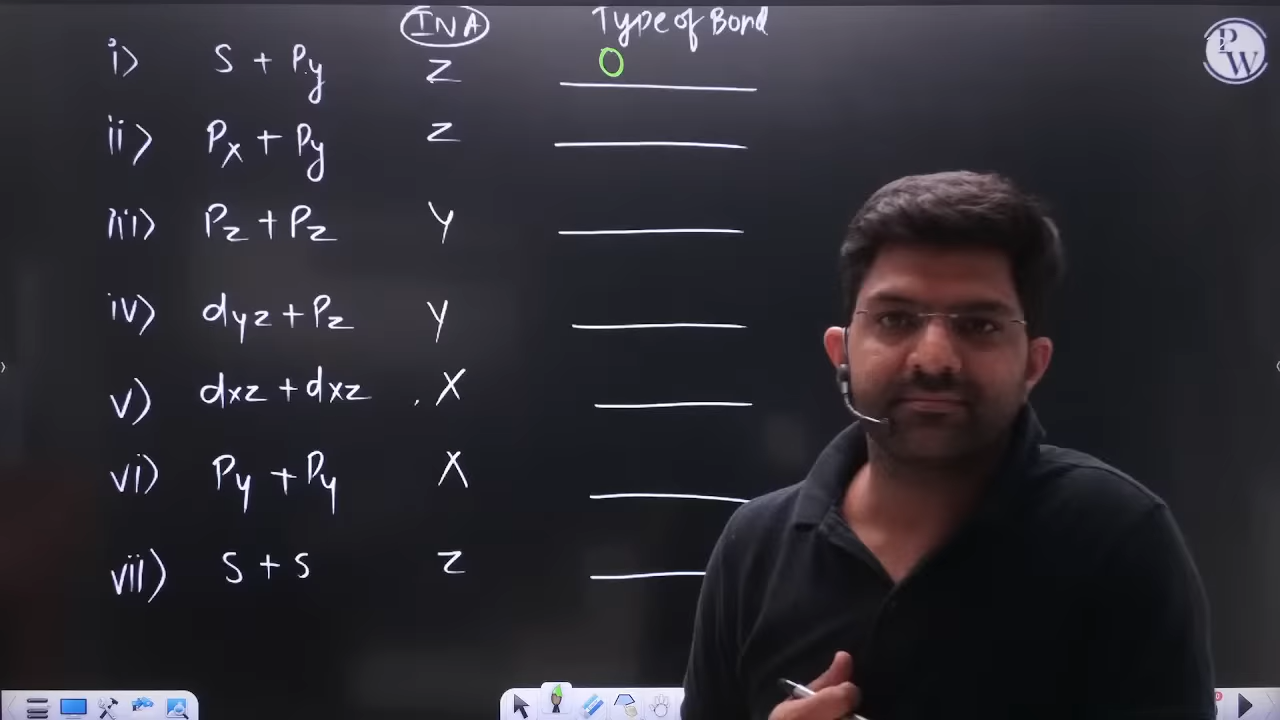 INA Type of Bond
i) S + Py Z O
ii) Px + Py Z
iii) Pz + Pz Y
iv) dyz + Pz Y
v) dxz + dxz X
vi) Py + Py X
vii) S + S Z
PW